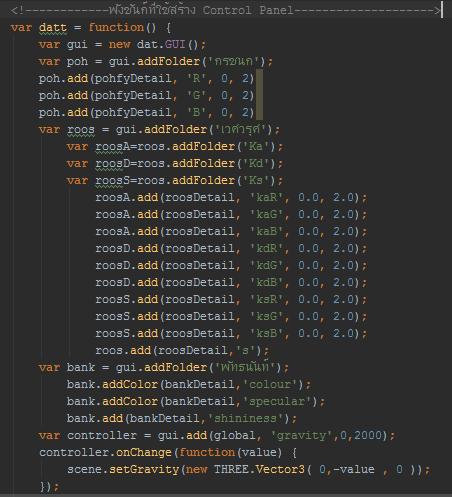 <!------------ฟังชันก์ที่ใช้สร้าง Control Panel-------------------->
var datt = function() {
var gui = new dat.GUI();
var poh = gui.addFolder('กรชนก');
poh.add(pohfyDetail, 'R', 0, 2)
poh.add(pohfyDetail, 'G', 0, 2)
poh.add(pohfyDetail, 'B', 0, 2)
var roos = gui.addFolder('เวศ์วรุศ์');
var roosA=roos.addFolder('Ka');
var roosD=roos.addFolder('Kd');
var roosS=roos.addFolder('Ks');
roosA.add(roosDetail, 'kaR', 0.0, 2.0);
roosA.add(roosDetail, 'kaG', 0.0, 2.0);
roosA.add(roosDetail, 'kaB', 0.0, 2.0);
roosD.add(roosDetail, 'kdR', 0.0, 2.0);
roosD.add(roosDetail, 'kdG', 0.0, 2.0);
roosD.add(roosDetail, 'kdB', 0.0, 2.0);
roosS.add(roosDetail, 'ksR', 0.0, 2.0);
roosS.add(roosDetail, 'ksG', 0.0, 2.0);
roosS.add(roosDetail, 'ksB', 0.0, 2.0);
roos.add(roosDetail,'s');
var bank = gui.addFolder('พัทธนันท์');
bank.addColor(bankDetail,'colour');
bank.addColor(bankDetail,'specular');
bank.add(bankDetail,'shininess');
var controller = gui.add(global, 'gravity',0,2000);
controller.onChange(function(value) {
scene.setGravity(new THREE.Vector3( 0,-value , 0 ));
});